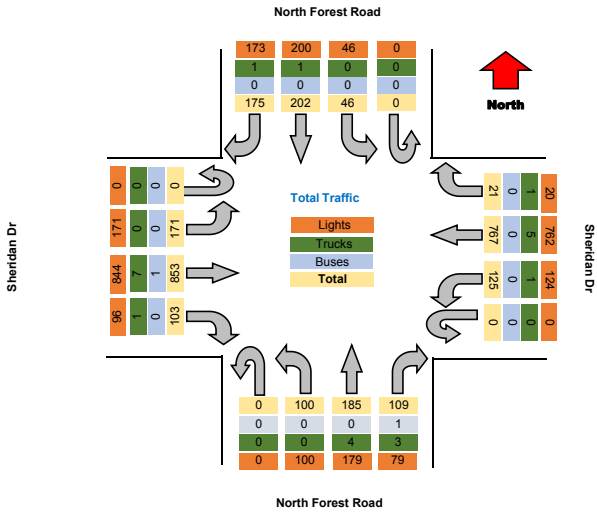 North Forest Road
173 200 46 0
1 1 0 0
0 0 0 0
175 202 46 0
North
Sheridan Dr
0 0 0 0
171 0 0 171
844 7 1 853
96 1 0 103
Total Traffic
Lights
Trucks
Buses
Total
21 0 1 20
767 0 5 762
125 0 1 124
0 0 0 0
Sheridan Dr
0 100 185 109
0 0 0 1
0 0 4 3
0 100 179 79
North Forest Road